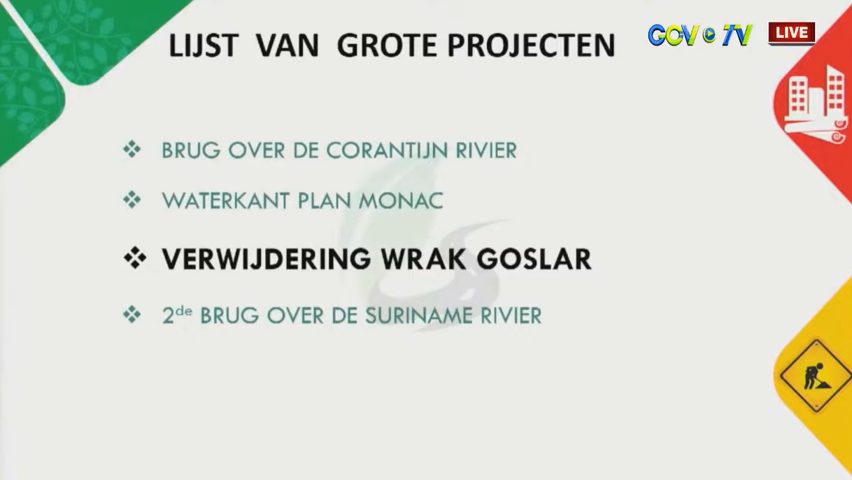 LIJST VAN GROTE PROJECTEN
GOV TV
LIVE
❖ BRUG OVER DE CORANTIJN RIVIER
❖ WATERKANT PLAN MONAC
❖ VERWIJDERING WRAK GOSLAR
❖ 2de BRUG OVER DE SURINAME RIVIER